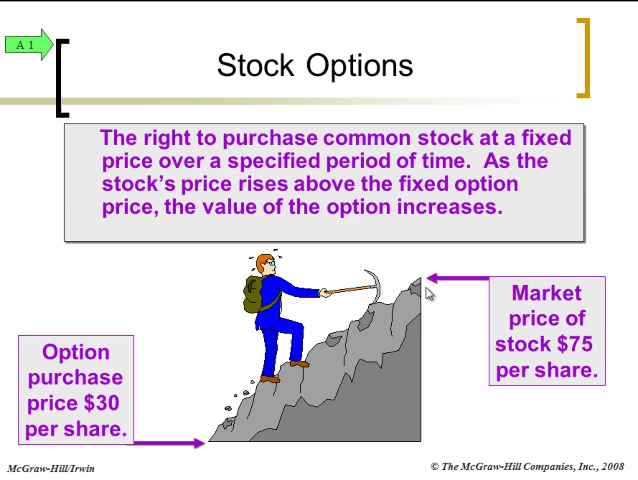 A 1
Stock Options
The right to purchase common stock at a fixed
price over a specified period of time.  As the
stock's price rises above the fixed option
price, the value of the option increases.
Market
price of
stock $75
per share.
Option
purchase
price $30
per share.
McGraw-Hill/Irwin
© The McGraw-Hill Companies, Inc., 2008